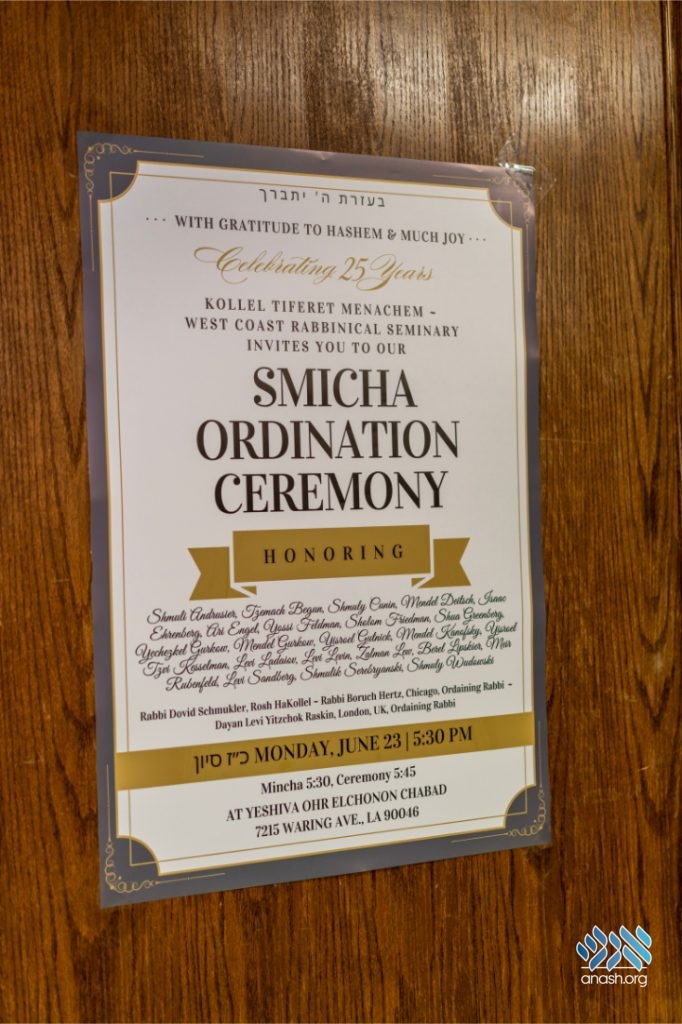 בעזרת ה' יתברך
··· WITH GRATITUDE TO HASHEM & MUCH JOY ···
Celebrating 25 Years
KOLLEL TIFERET MENACHEM ~
WEST COAST RABBINICAL SEMINARY
INVITES YOU TO OUR
SMICHA
ORDINATION
CEREMONY
HONORING
Shmuli Andrusier, Tzemach Begun, Shmuly Cunin, Mendel Deitsch, Isaac
Ehrenberg, Ari Engel, Yossi Feldman, Sholom Friedman, Shua Greenberg,
Yechezkel Gurkow, Mendel Gurkow, Yisroel Gutnick, Mendel Kanofsky, Yisroel
Tzvi Kesselman, Levi Ladaiov, Levi Levin, Zalman Lew, Berel Lipskier, Meir
Rubenfeld, Levi Sandberg, Shmulik Serebryanski, Shmuly Wudowski
Rabbi Dovid Schmukler, Rosh HaKollel ~ Rabbi Boruch Hertz, Chicago, Ordaining Rabbi ~
Dayan Levi Yitzchok Raskin, London, UK, Ordaining Rabbi
כ״ז סיון MONDAY, JUNE 23 | 5:30 PM
Mincha 5:30, Ceremony 5:45
AT YESHIVA OHR ELCHONON CHABAD
7215 WARING AVE., LA 90046
אנש
anash.org